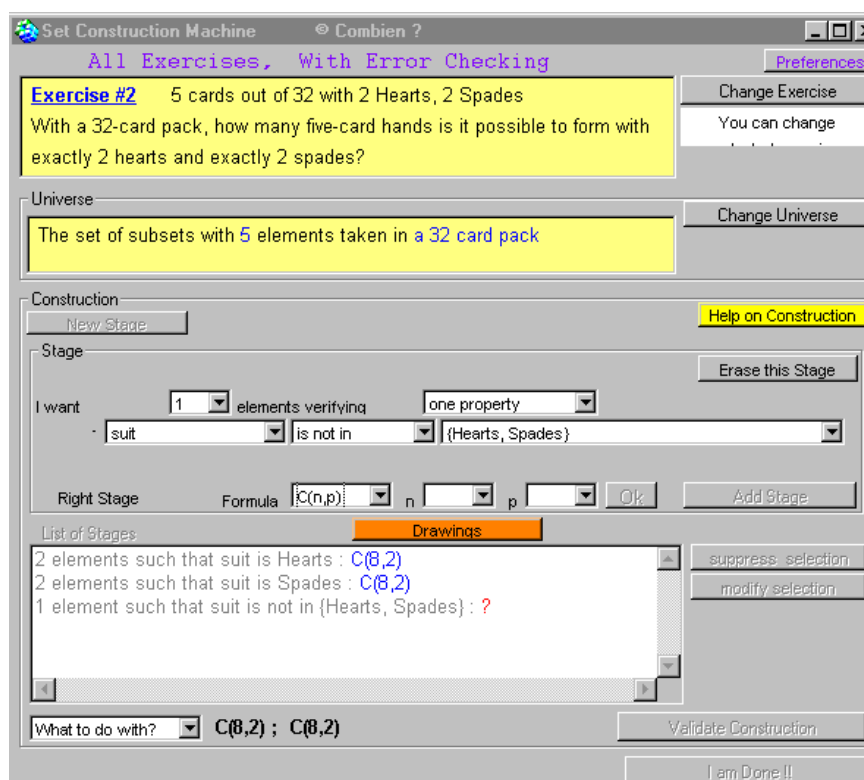 Set Construction Machine © Combien ?
All Exercises, With Error Checking
Preferences
Exercise #2 5 cards out of 32 with 2 Hearts, 2 Spades
With a 32-card pack, how many five-card hands is it possible to form with
exactly 2 hearts and exactly 2 spades?
Change Exercise
You can change
Universe
The set of subsets with 5 elements taken in a 32 card pack
Change Universe
Construction
New Stage
Help on Construction
Stage
Erase this Stage
I want 1 elements verifying one property
- suit is not in {Hearts, Spades}
Right Stage Formula C(n,p) n p Ok Add Stage
List of Stages
Drawings
2 elements such that suit is Hearts : C(8,2)
2 elements such that suit is Spades : C(8,2)
1 element such that suit is not in {Hearts, Spades} : ?
suppress selection
modify selection
What to do with? C(8,2) ; C(8,2)
Validate Construction
I am Done !!